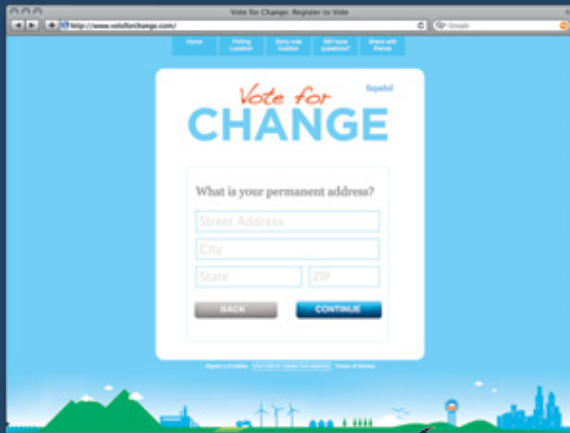 Vote for Change: Register to Vote
http://www.voteforchange.com/
Google
Home
Polling Location
Early vote location
Still have questions?
Share with friends
Español
Vote for
CHANGE
What is your permanent address?
Street Address
City
State ZIP
BACK CONTINUE
Report a Problem
Terms of Service